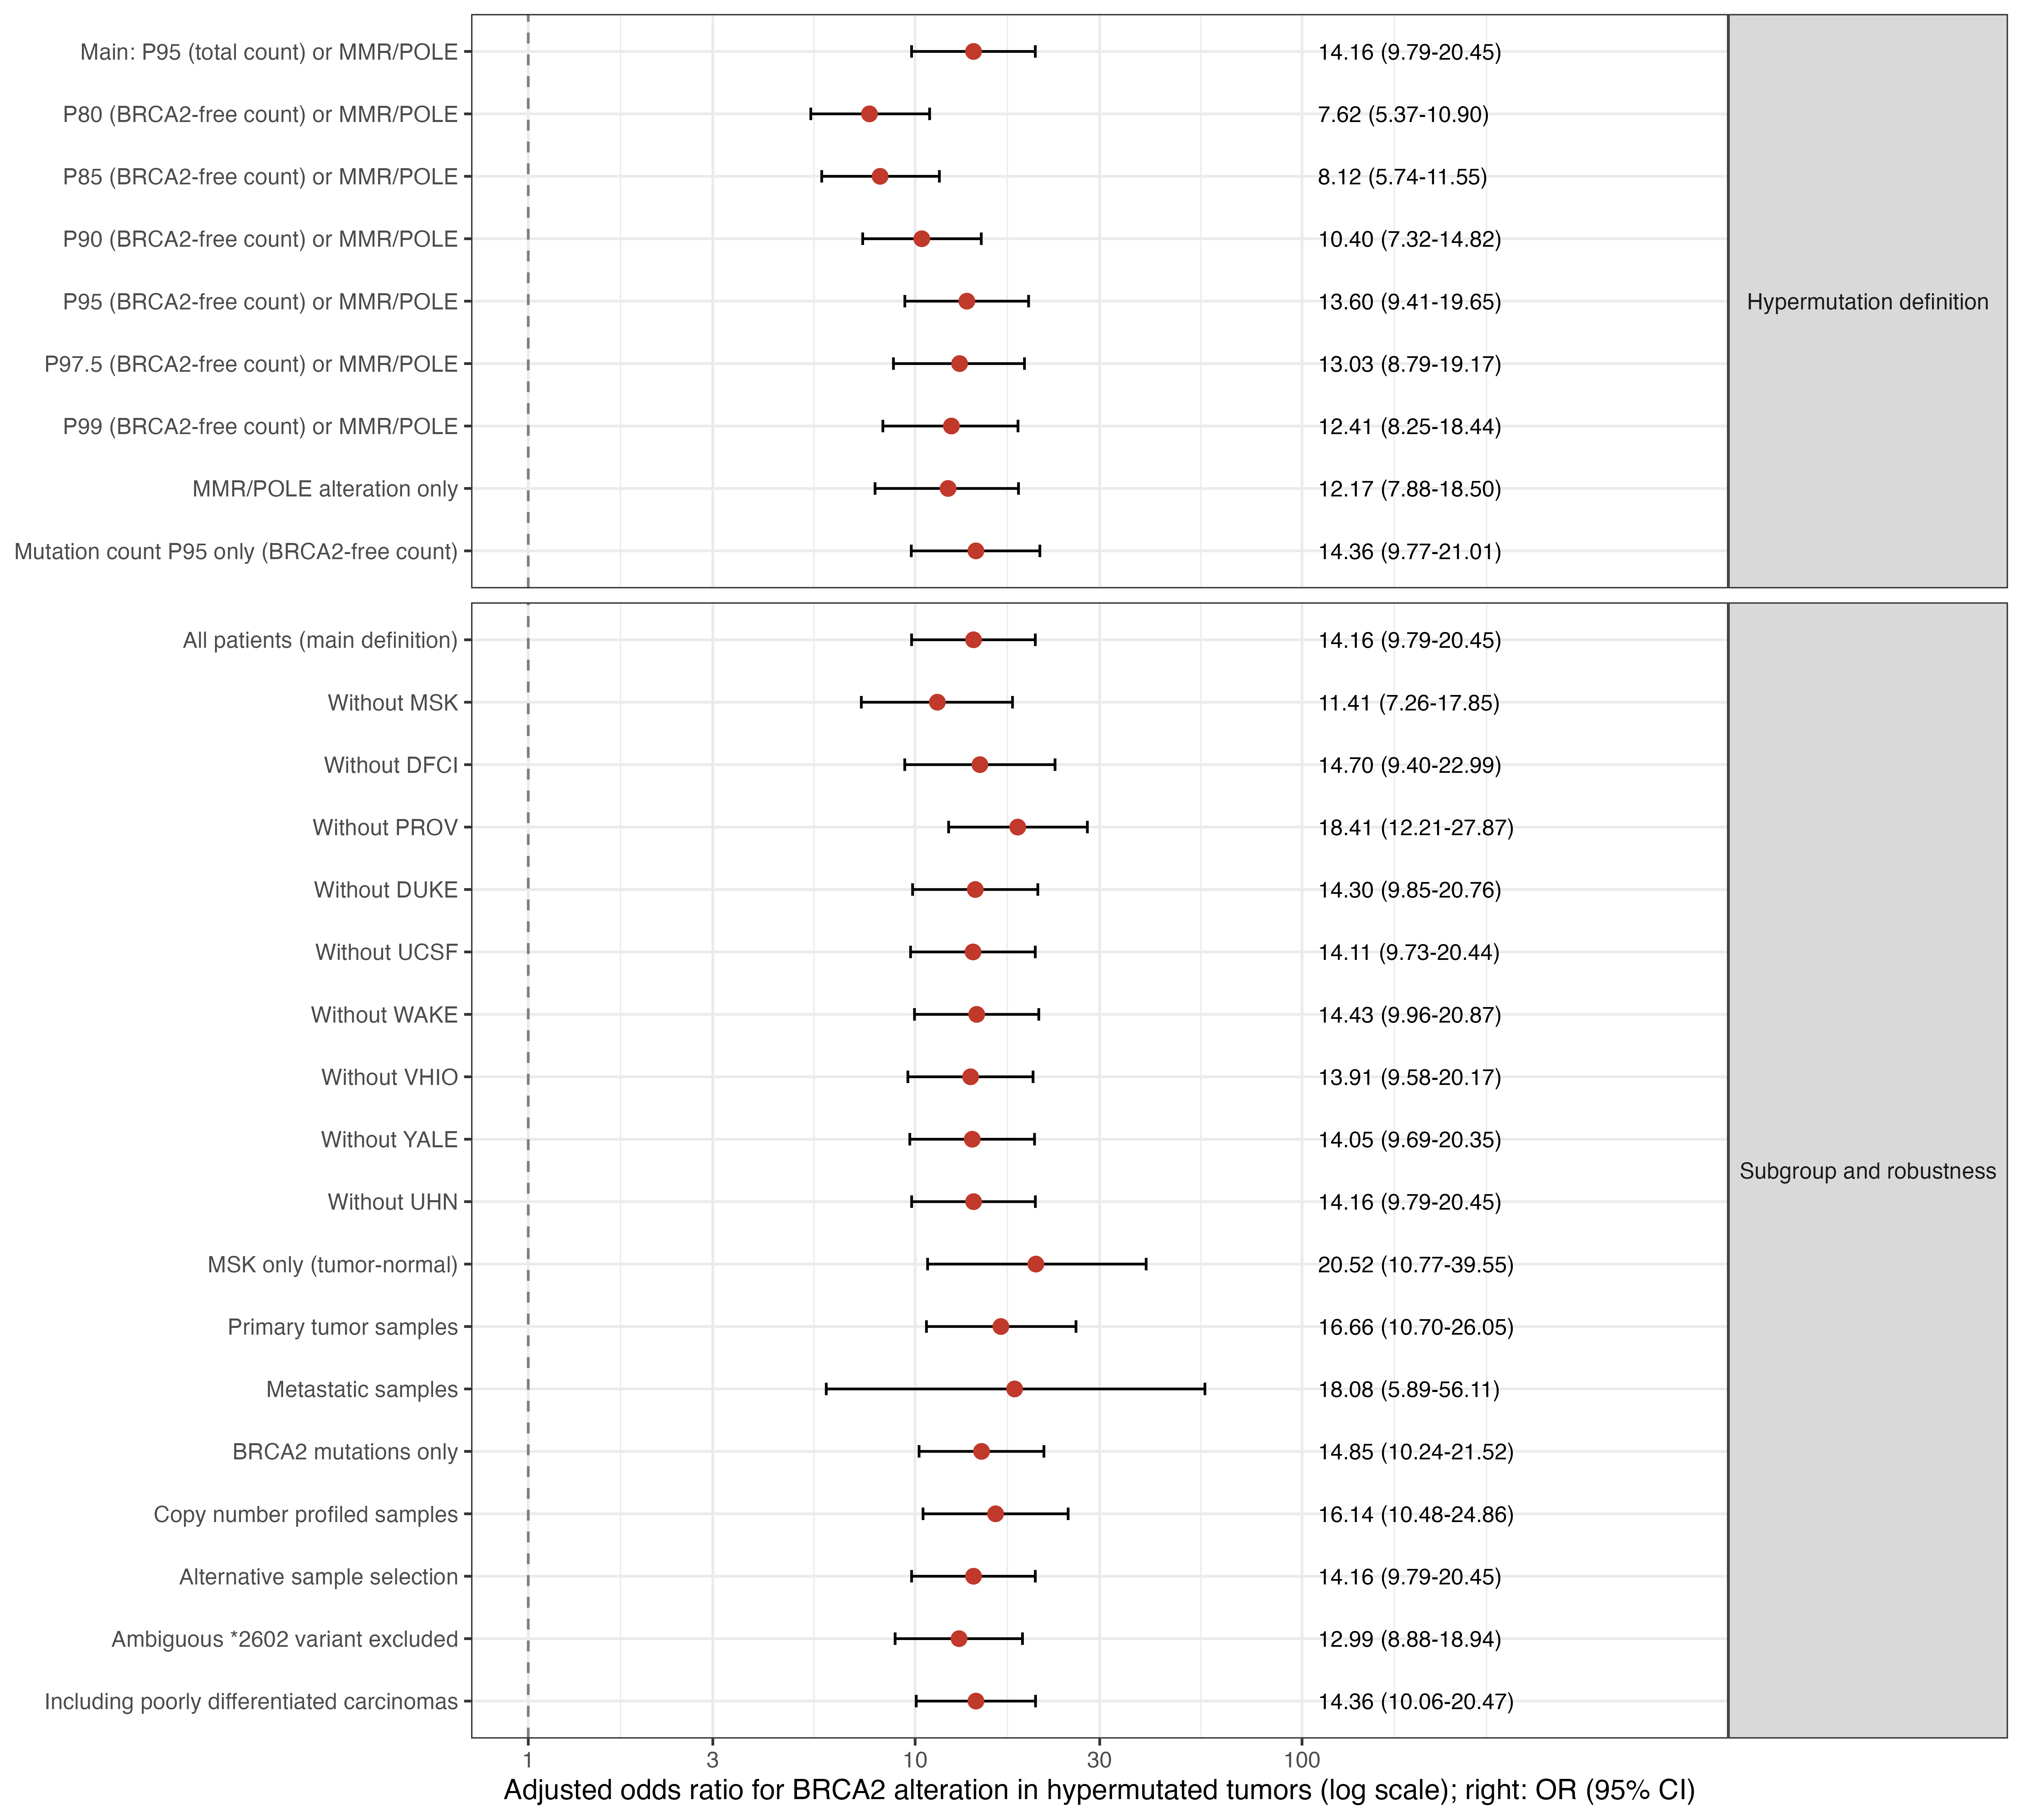 Main: P95 (total count) or MMR/POLE 14.16 (9.79-20.45)
P80 (BRCA2-free count) or MMR/POLE 7.62 (5.37-10.90)
P85 (BRCA2-free count) or MMR/POLE 8.12 (5.74-11.55)
P90 (BRCA2-free count) or MMR/POLE 10.40 (7.32-14.82)
P95 (BRCA2-free count) or MMR/POLE 13.60 (9.41-19.65)
Hypermutation definition
P97.5 (BRCA2-free count) or MMR/POLE 13.03 (8.79-19.17)
P99 (BRCA2-free count) or MMR/POLE 12.41 (8.25-18.44)
MMR/POLE alteration only 12.17 (7.88-18.50)
Mutation count P95 only (BRCA2-free count) 14.36 (9.77-21.01)
All patients (main definition) 14.16 (9.79-20.45)
Without MSK 11.41 (7.26-17.85)
Without DFCI 14.70 (9.40-22.99)
Without PROV 18.41 (12.21-27.87)
Without DUKE 14.30 (9.85-20.76)
Without UCSF 14.11 (9.73-20.44)
Without WAKE 14.43 (9.96-20.87)
Without VHIO 13.91 (9.58-20.17)
Without YALE 14.05 (9.69-20.35)
Subgroup and robustness
Without UHN 14.16 (9.79-20.45)
MSK only (tumor-normal) 20.52 (10.77-39.55)
Primary tumor samples 16.66 (10.70-26.05)
Metastatic samples 18.08 (5.89-56.11)
BRCA2 mutations only 14.85 (10.24-21.52)
Copy number profiled samples 16.14 (10.48-24.86)
Alternative sample selection 14.16 (9.79-20.45)
Ambiguous *2602 variant excluded 12.99 (8.88-18.94)
Including poorly differentiated carcinomas 14.36 (10.06-20.47)
1 3 10 30 100
Adjusted odds ratio for BRCA2 alteration in hypermutated tumors (log scale); right: OR (95% CI)